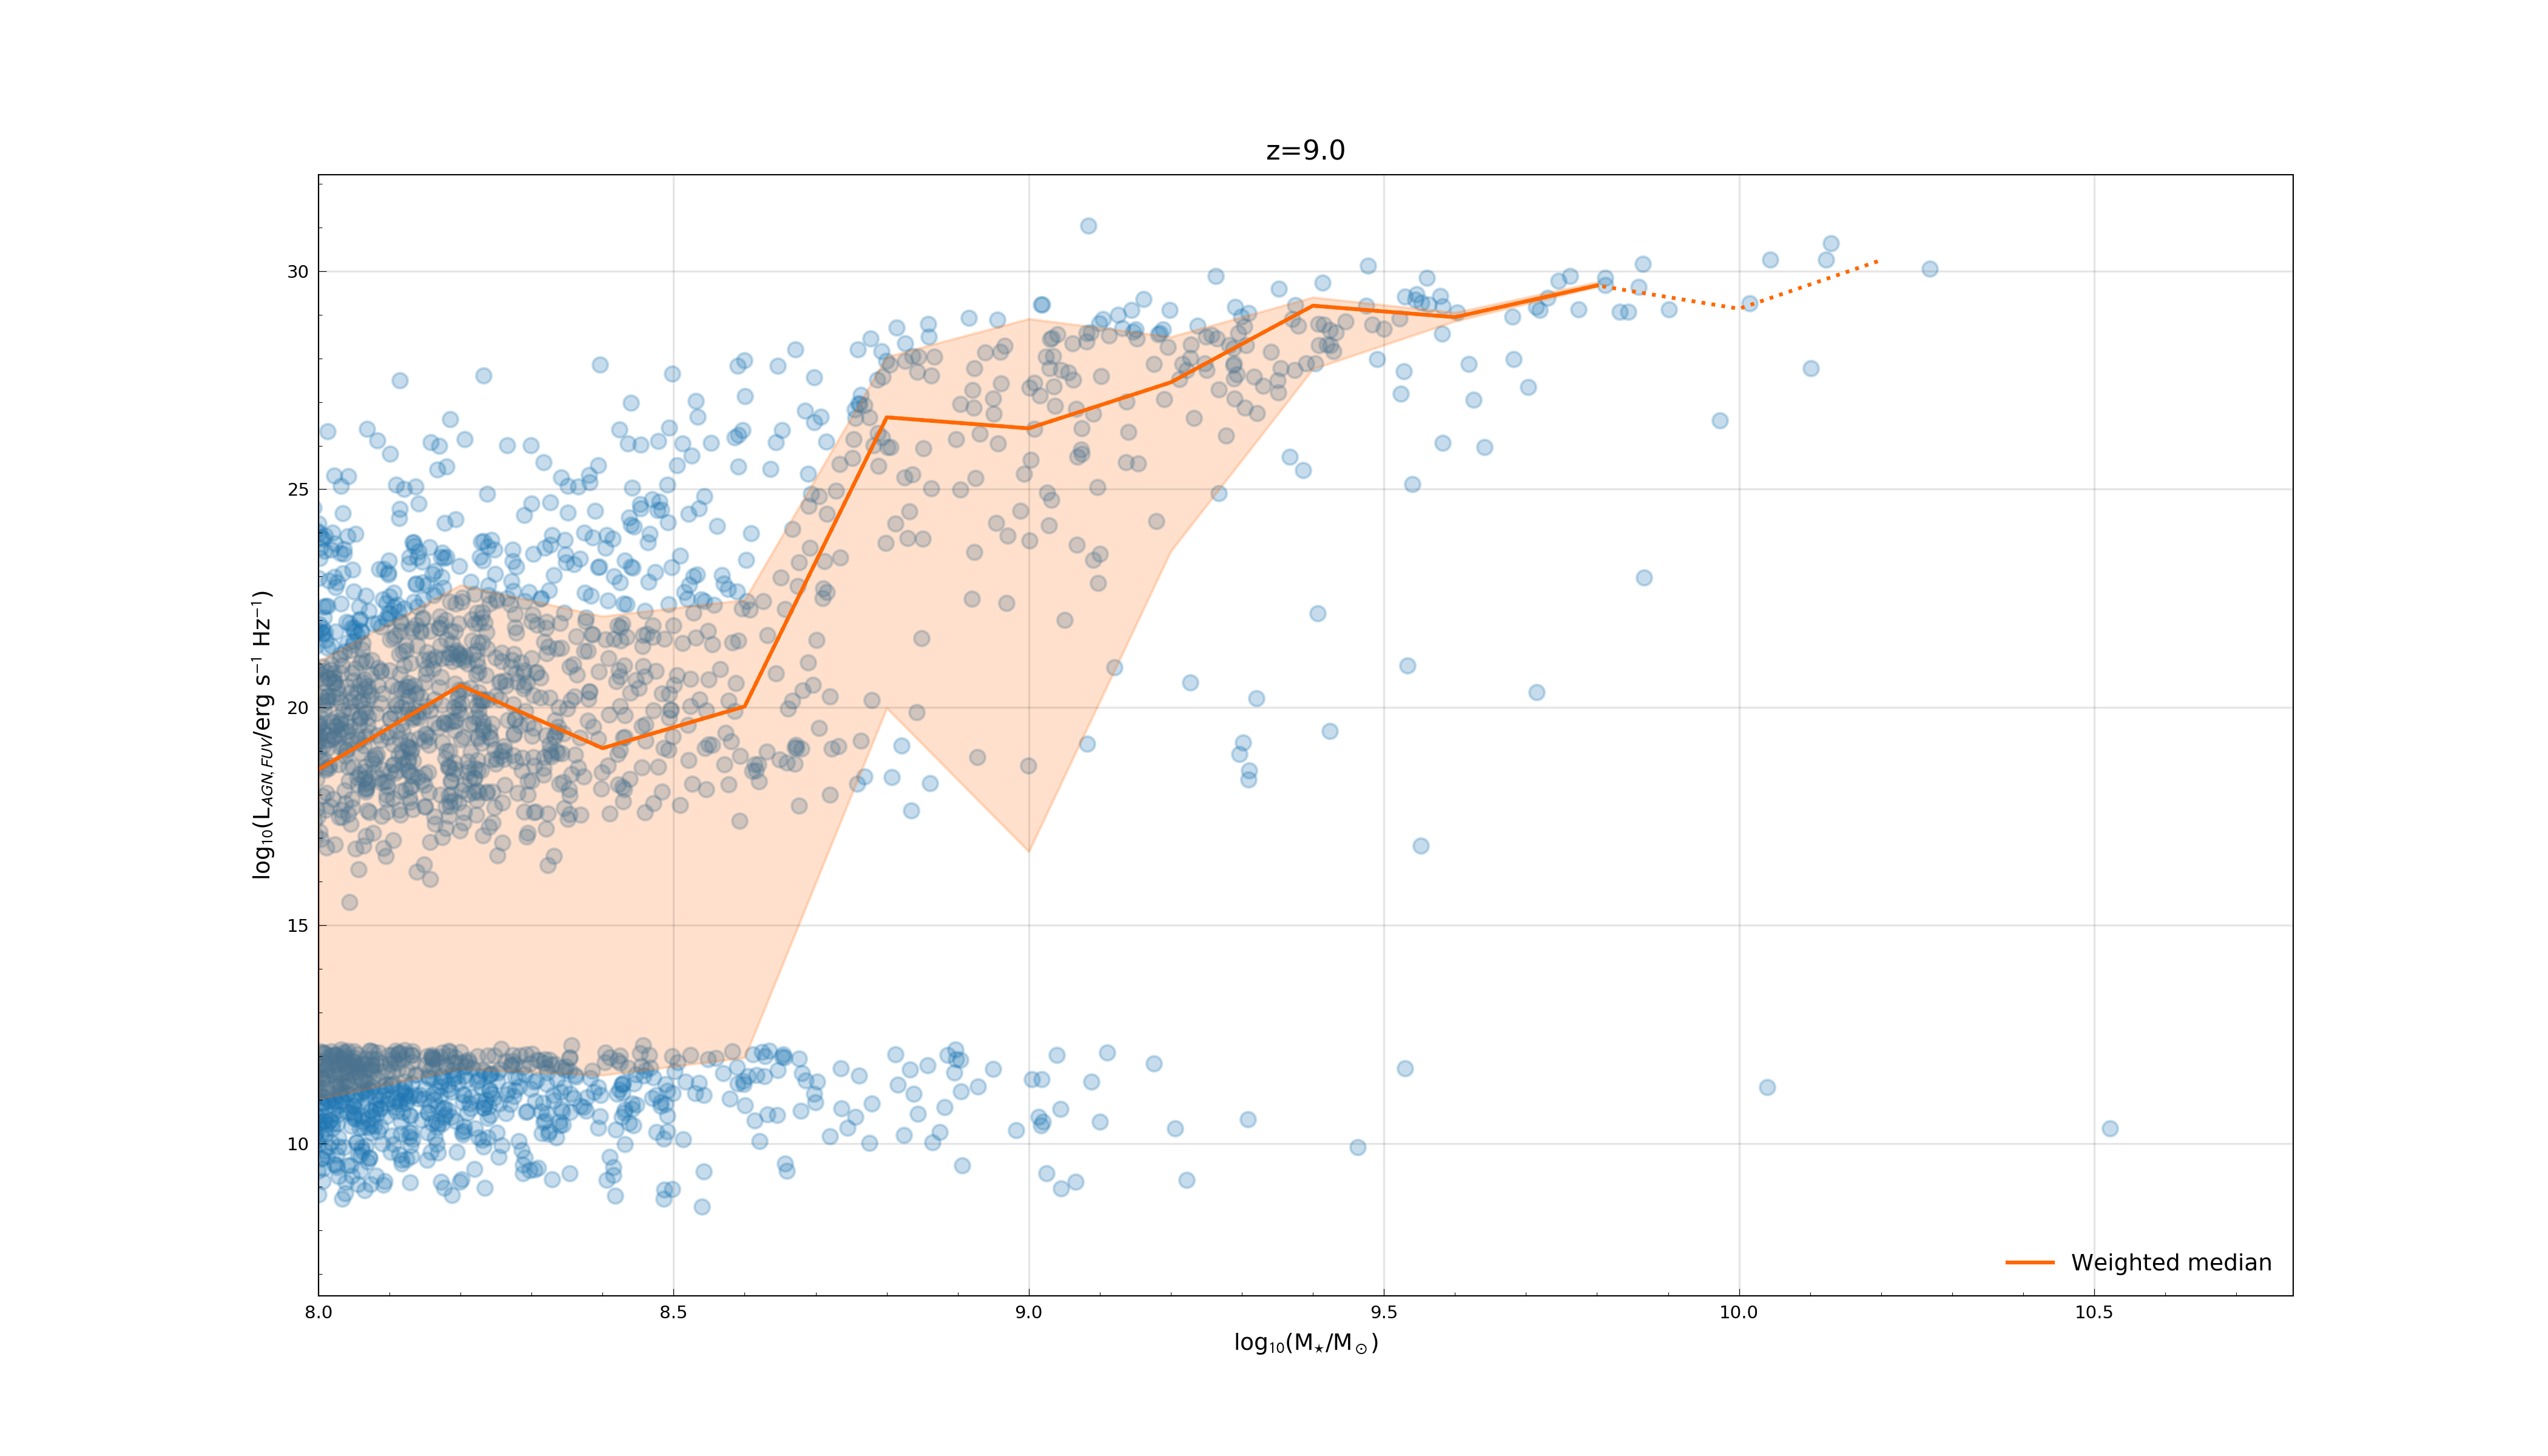 z=9.0
log₁₀(L_AGN,FUV/erg s⁻¹ Hz⁻¹)
30
25
20
15
10
8.0 8.5 9.0 9.5 10.0 10.5
log₁₀(M⋆/M⊙)
Weighted median